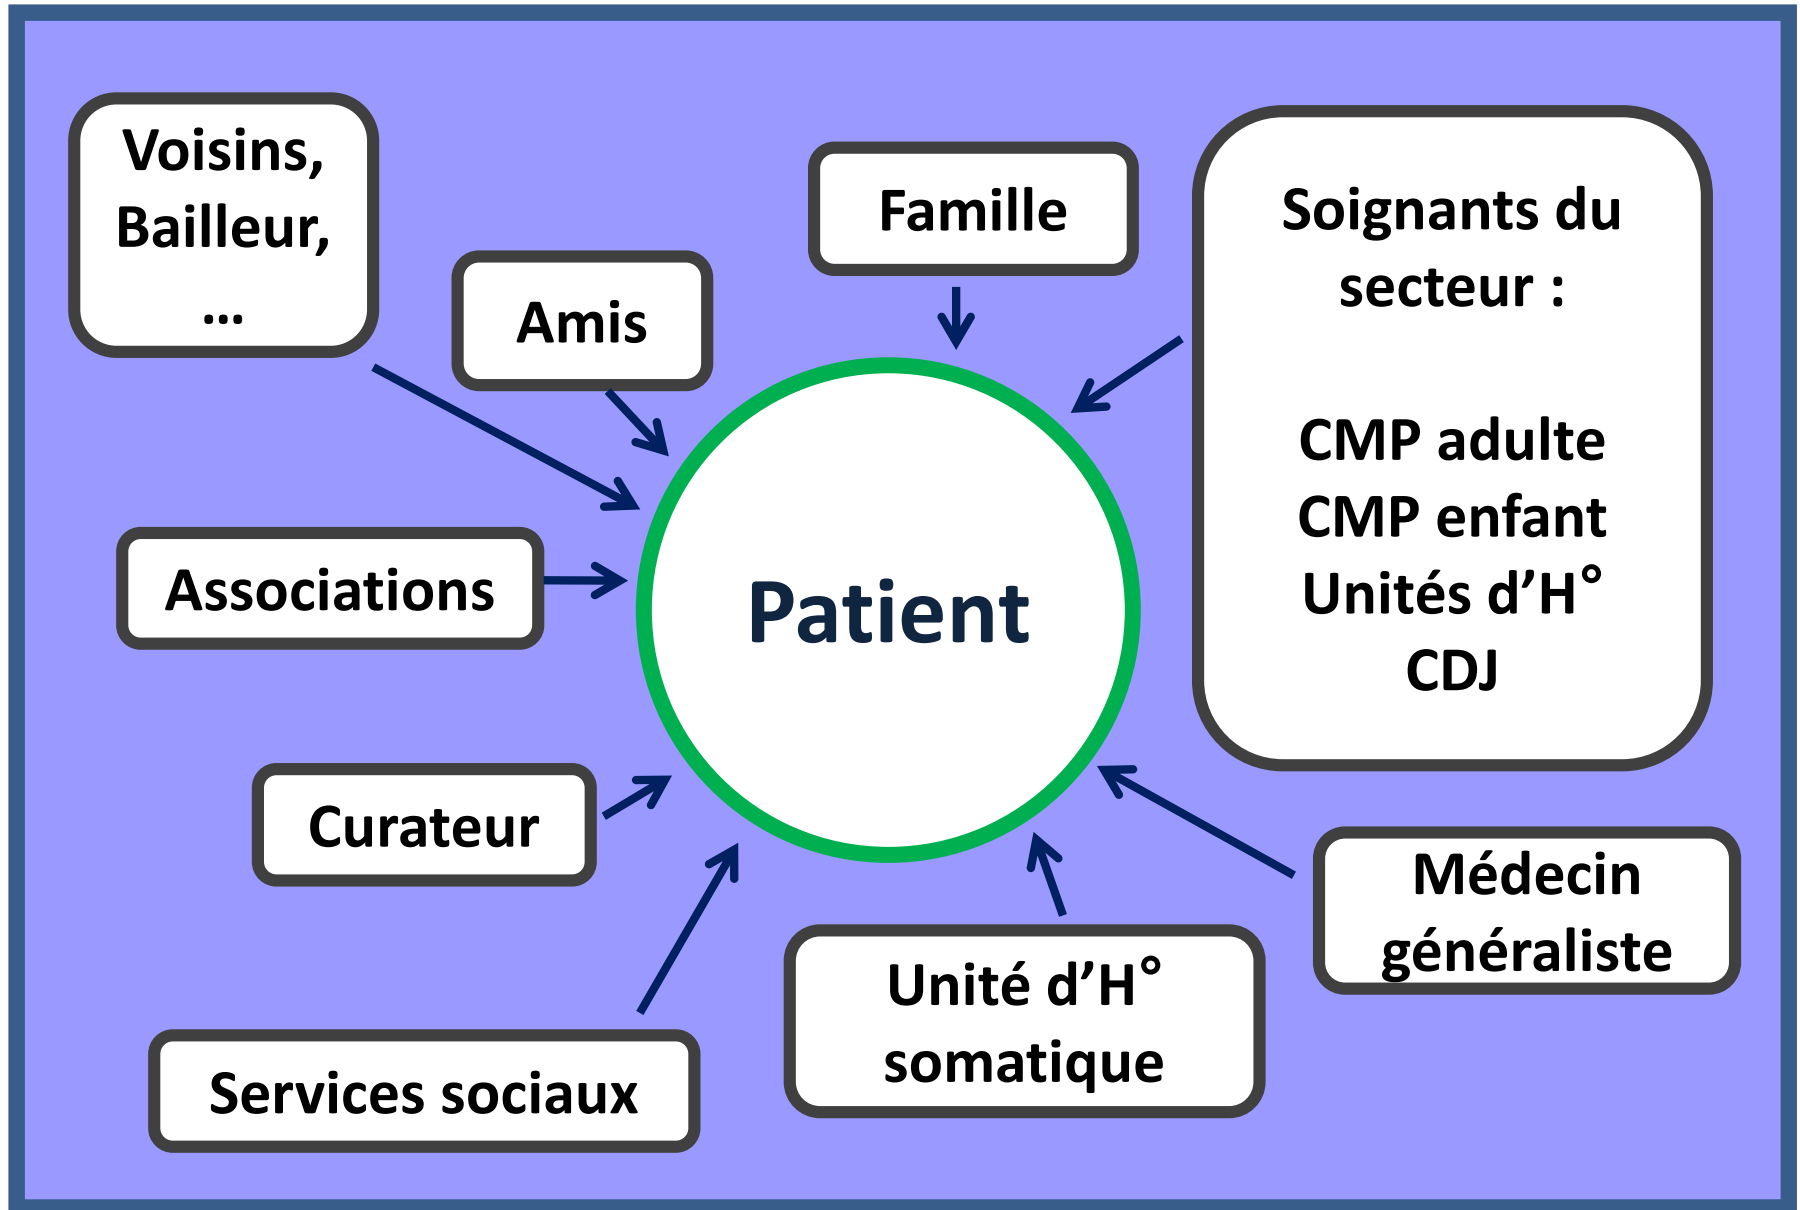 Voisins,
Bailleur,
...
Amis
Famille
Soignants du
secteur :
CMP adulte
CMP enfant
Unités d’H°
CDJ
Associations
Patient
Curateur
Médecin
généraliste
Unité d’H°
somatique
Services sociaux